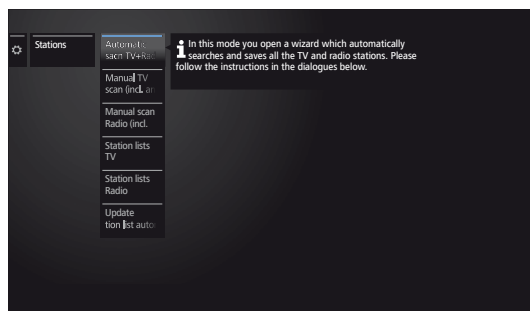 Stations
Automatic
sacn TV+Rad
Manual TV
scan (incl. an
Manual scan
Radio (incl.
Station lists
TV
Station lists
Radio
Update
tion list auto
In this mode you open a wizard which automatically
searches and saves all the TV and radio stations. Please
follow the instructions in the dialogues below.